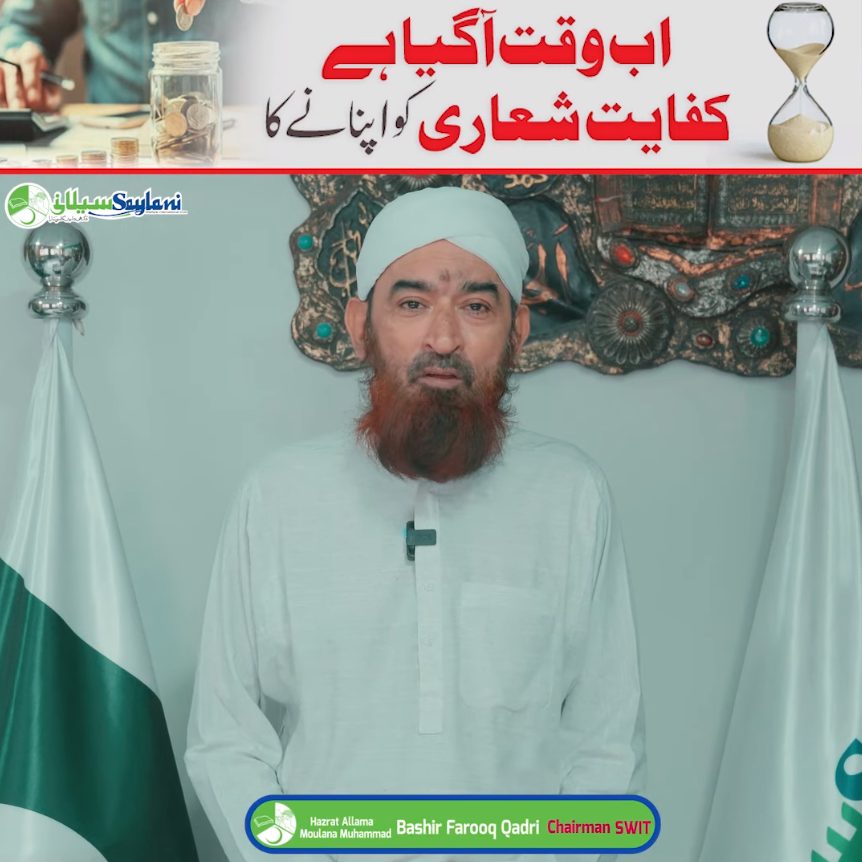 اب وقت آگیا ہے
کفایت شعاری کو اپنانے کا
سیلانی Saylani
Hazrat Allama
Moulana Muhammad Bashir Farooq Qadri Chairman SWIT